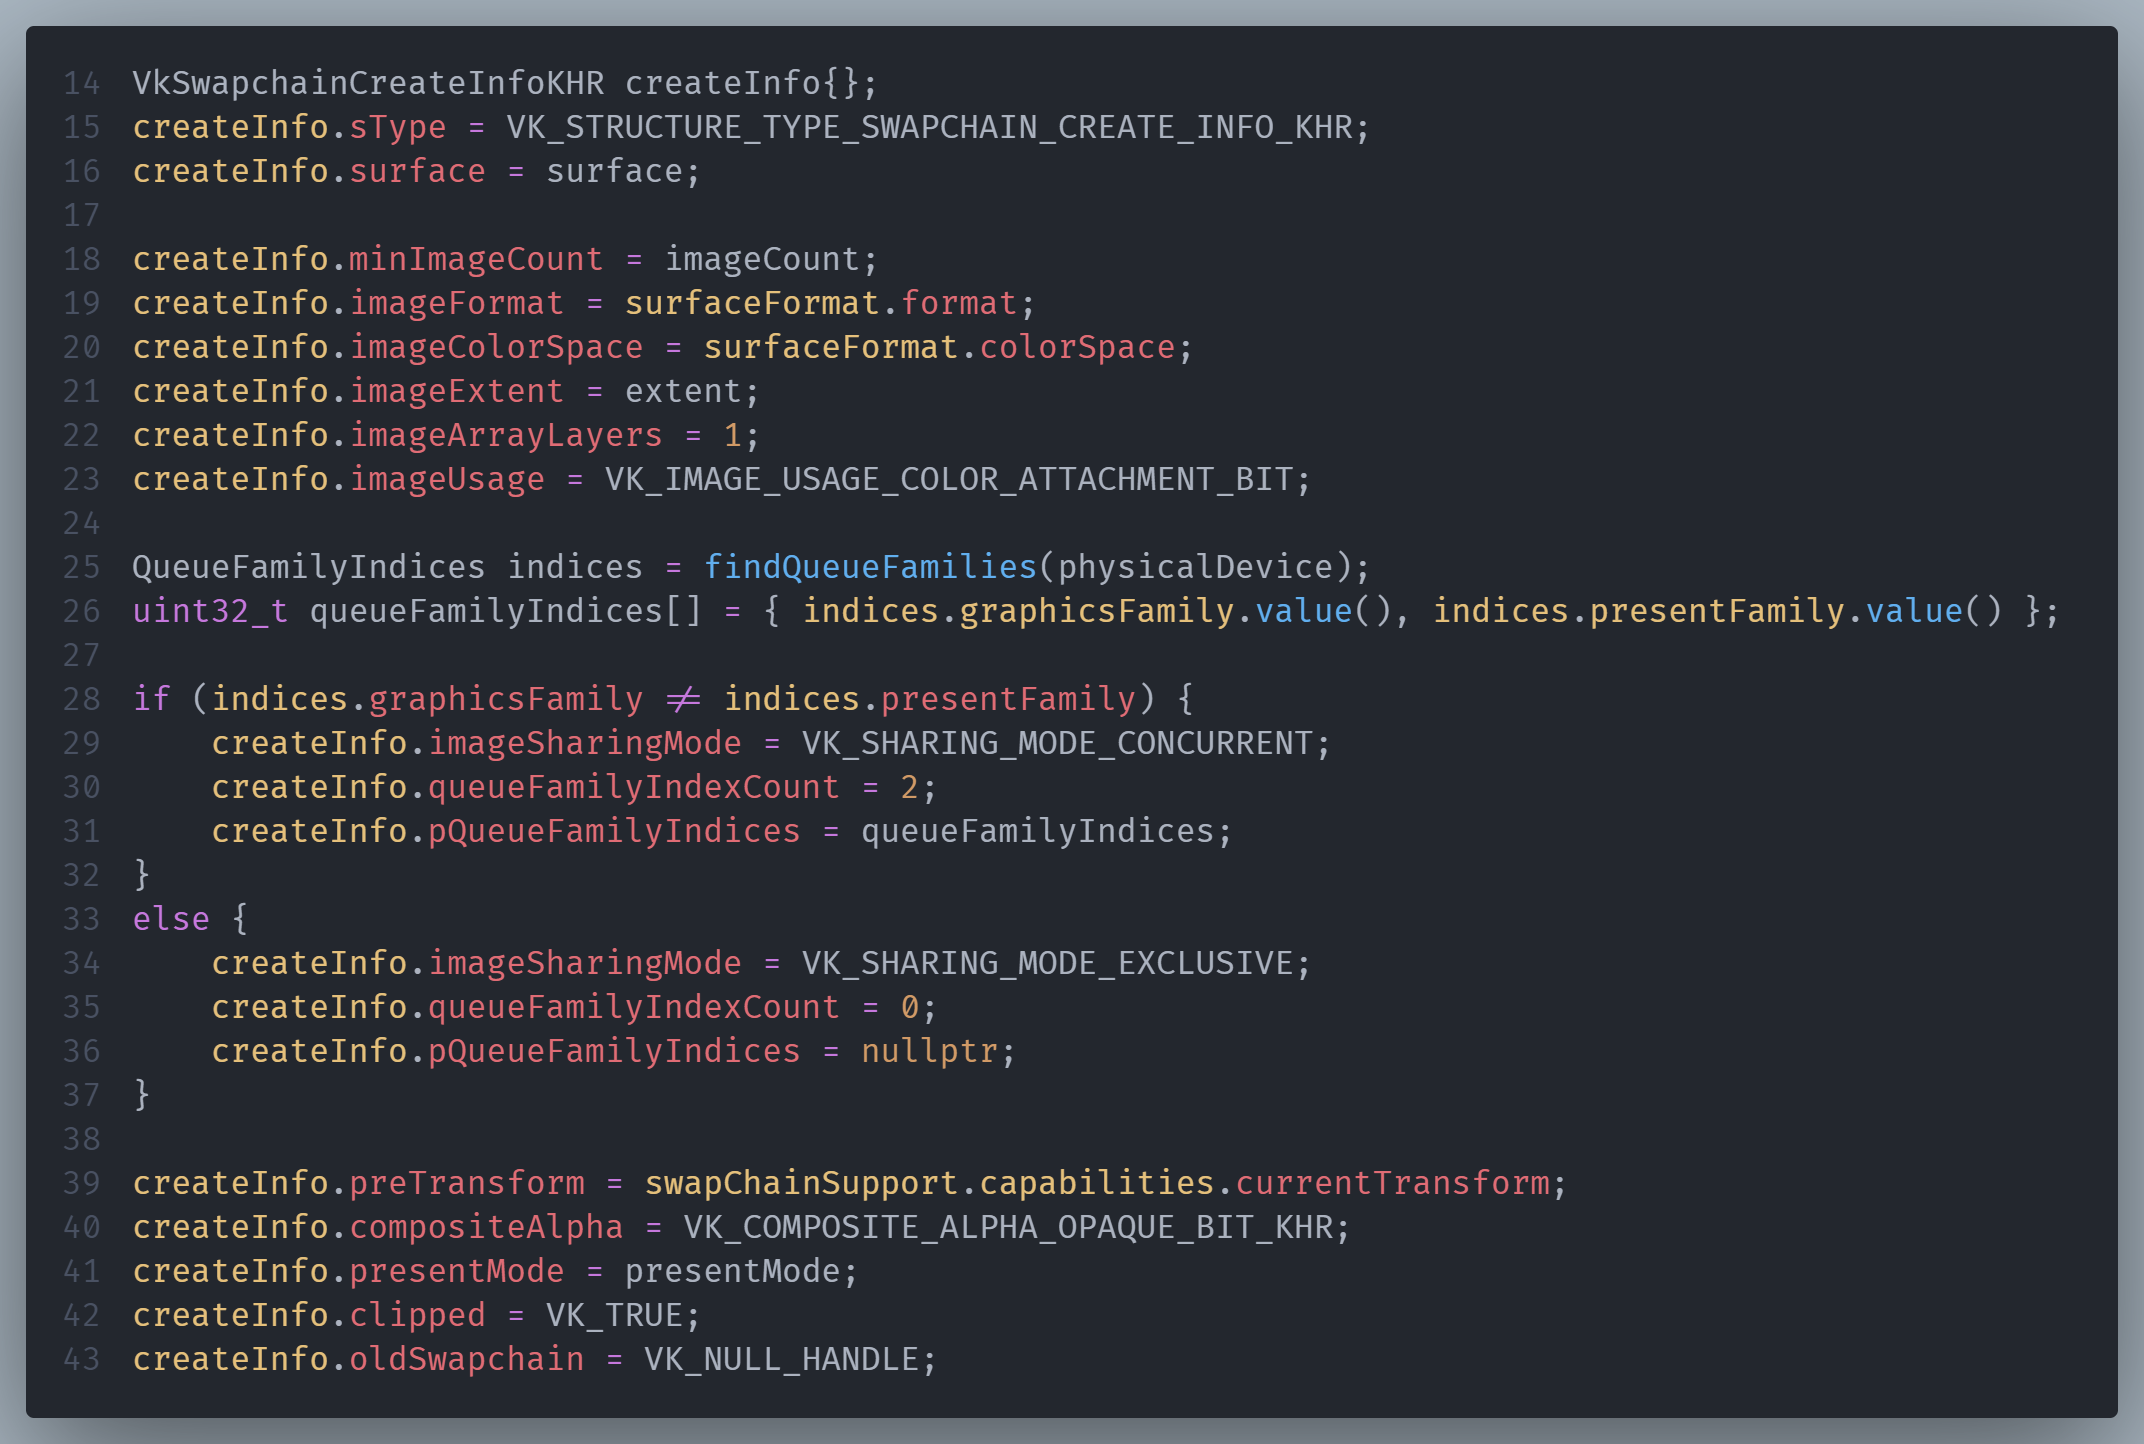 14 VkSwapchainCreateInfoKHR createInfo{};
15 createInfo.sType = VK_STRUCTURE_TYPE_SWAPCHAIN_CREATE_INFO_KHR;
16 createInfo.surface = surface;
17
18 createInfo.minImageCount = imageCount;
19 createInfo.imageFormat = surfaceFormat.format;
20 createInfo.imageColorSpace = surfaceFormat.colorSpace;
21 createInfo.imageExtent = extent;
22 createInfo.imageArrayLayers = 1;
23 createInfo.imageUsage = VK_IMAGE_USAGE_COLOR_ATTACHMENT_BIT;
24
25 QueueFamilyIndices indices = findQueueFamilies(physicalDevice);
26 uint32_t queueFamilyIndices[] = { indices.graphicsFamily.value(), indices.presentFamily.value() };
27
28 if (indices.graphicsFamily != indices.presentFamily) {
29     createInfo.imageSharingMode = VK_SHARING_MODE_CONCURRENT;
30     createInfo.queueFamilyIndexCount = 2;
31     createInfo.pQueueFamilyIndices = queueFamilyIndices;
32 }
33 else {
34     createInfo.imageSharingMode = VK_SHARING_MODE_EXCLUSIVE;
35     createInfo.queueFamilyIndexCount = 0;
36     createInfo.pQueueFamilyIndices = nullptr;
37 }
38
39 createInfo.preTransform = swapChainSupport.capabilities.currentTransform;
40 createInfo.compositeAlpha = VK_COMPOSITE_ALPHA_OPAQUE_BIT_KHR;
41 createInfo.presentMode = presentMode;
42 createInfo.clipped = VK_TRUE;
43 createInfo.oldSwapchain = VK_NULL_HANDLE;